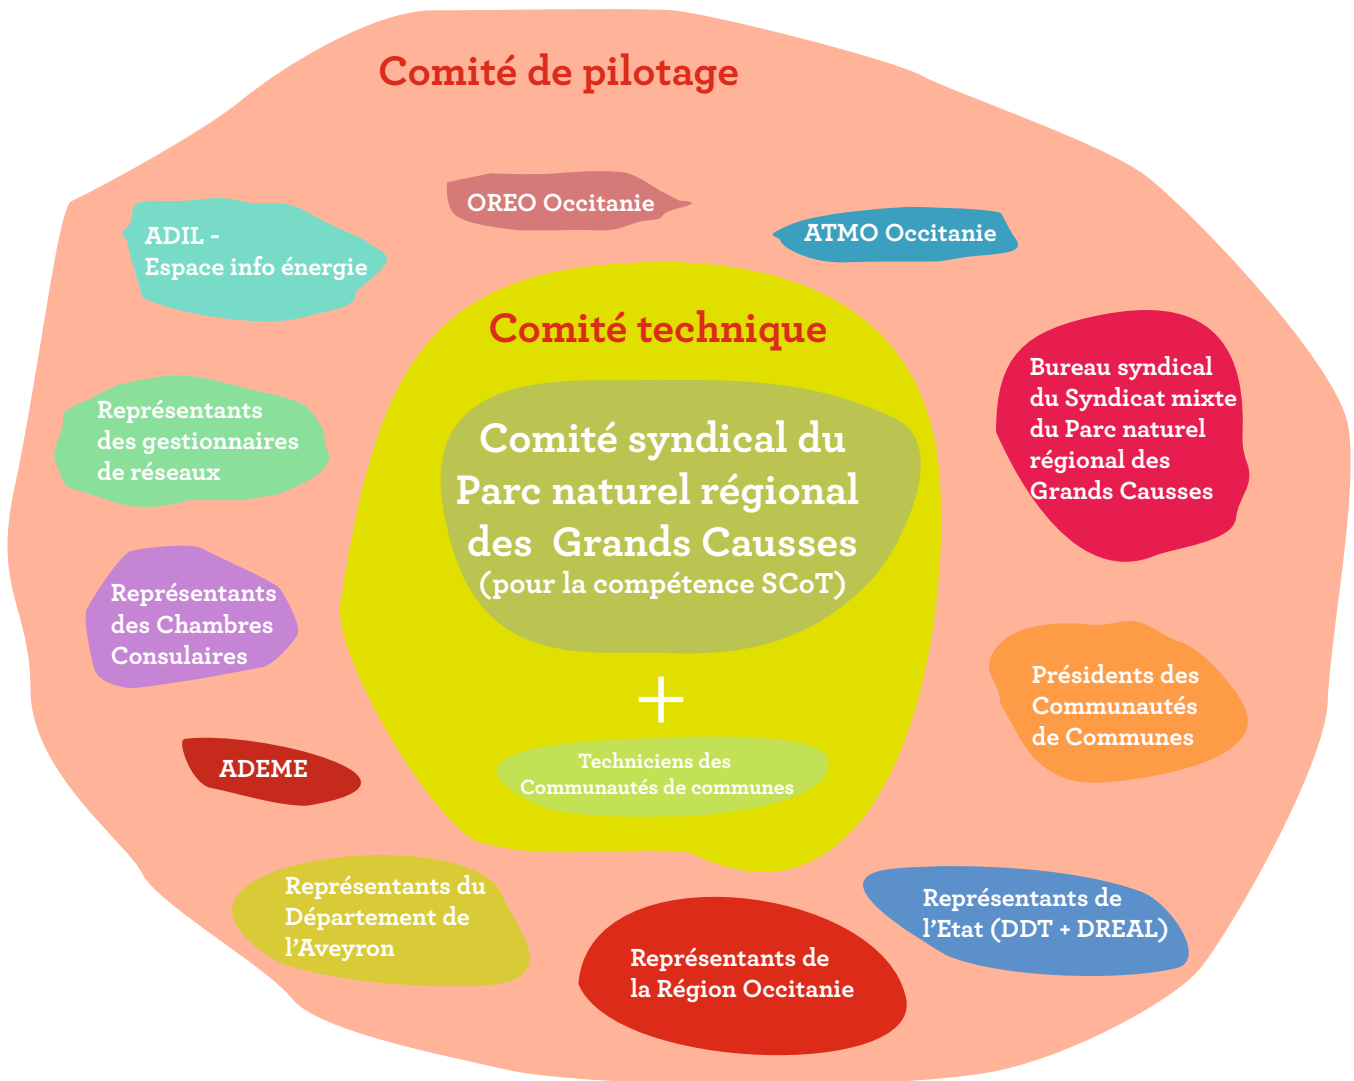 Comité de pilotage
OREO Occitanie
ATMO Occitanie
ADIL -
Espace info énergie
Comité technique
Bureau syndical
du Syndicat mixte
du Parc naturel
régional des
Grands Causses
Représentants
des gestionnaires
de réseaux
Comité syndical du
Parc naturel régional
des Grands Causses
(pour la compétence SCoT)
Représentants
des Chambres
Consulaires
+
Présidents des
Communautés
de Communes
ADEME
Techniciens des
Communautés de communes
Représentants du
Département de
l’Aveyron
Représentants de
la Région Occitanie
Représentants de
l’Etat (DDT + DREAL)